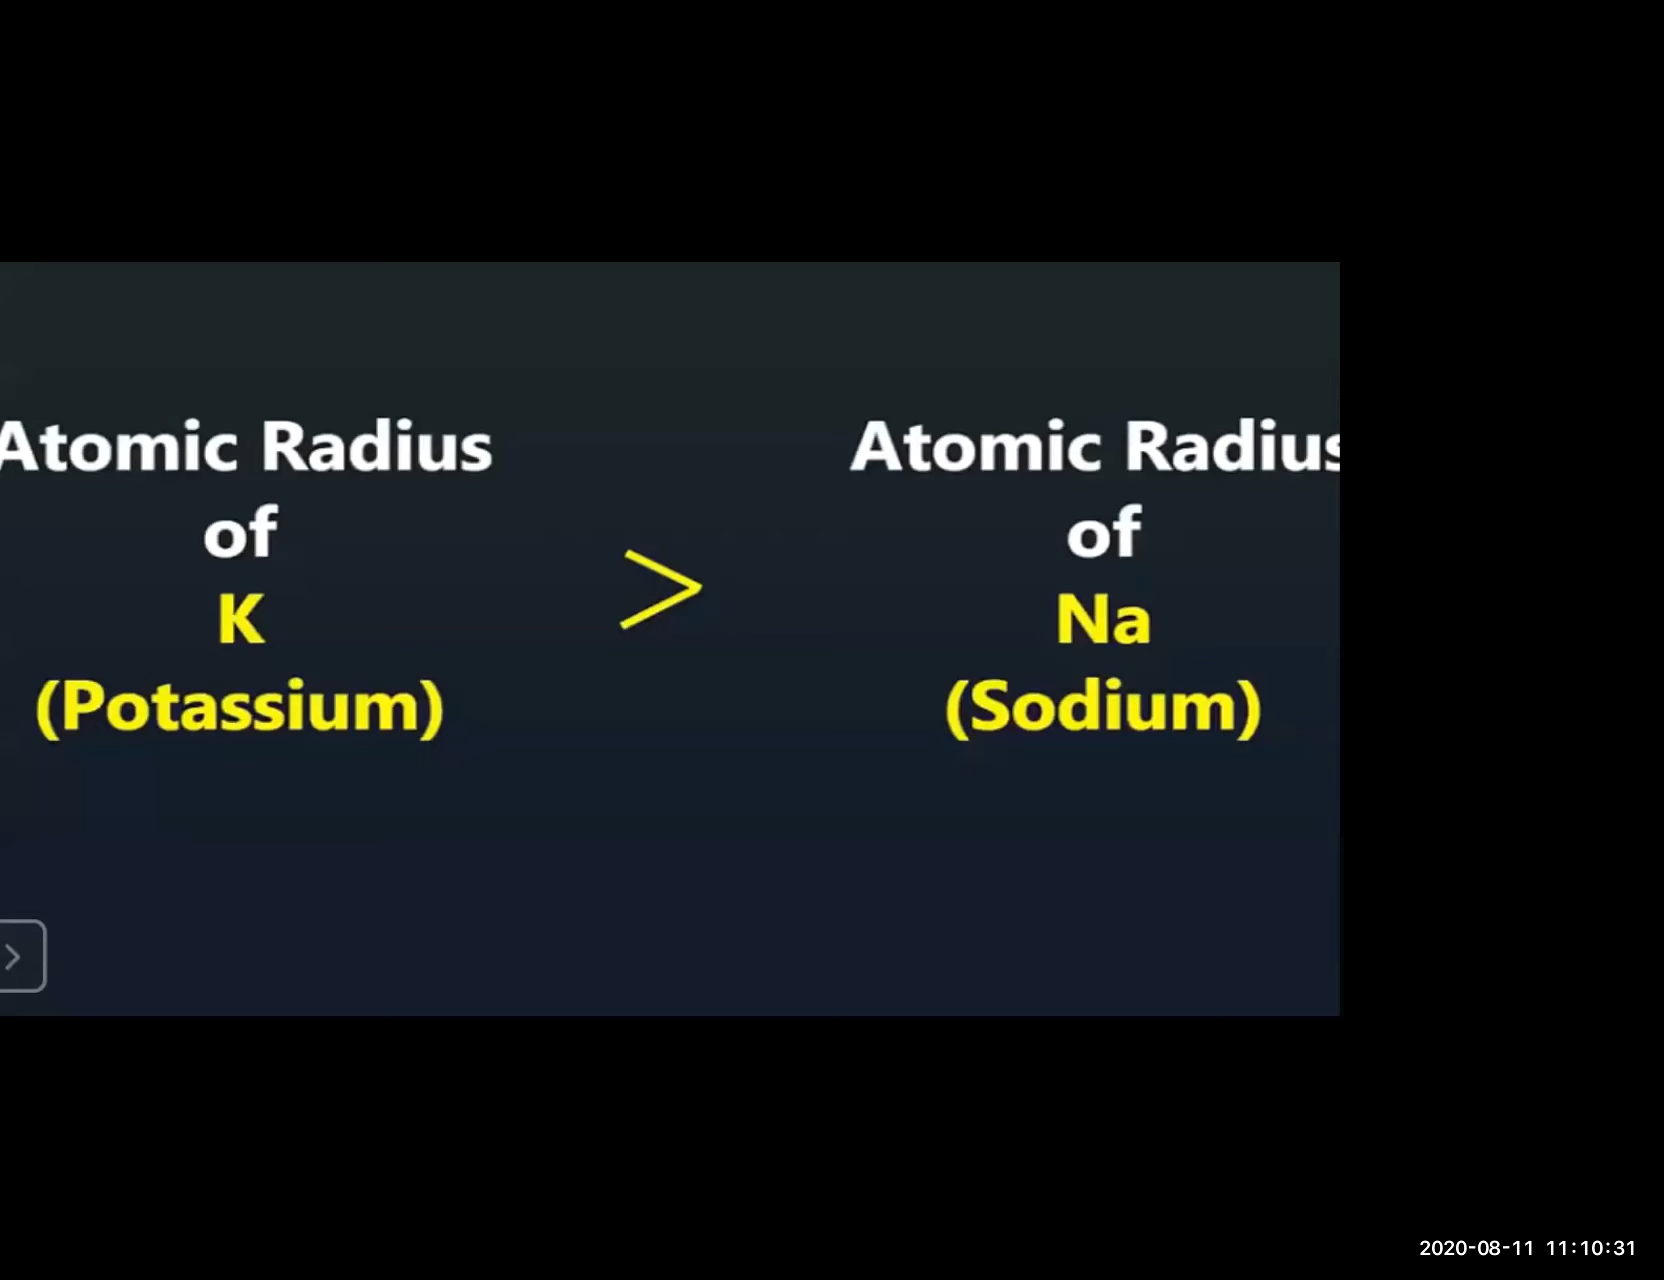 Atomic Radius
of
K
(Potassium)
>
Atomic Radius
of
Na
(Sodium)
2020-08-11 11:10:31